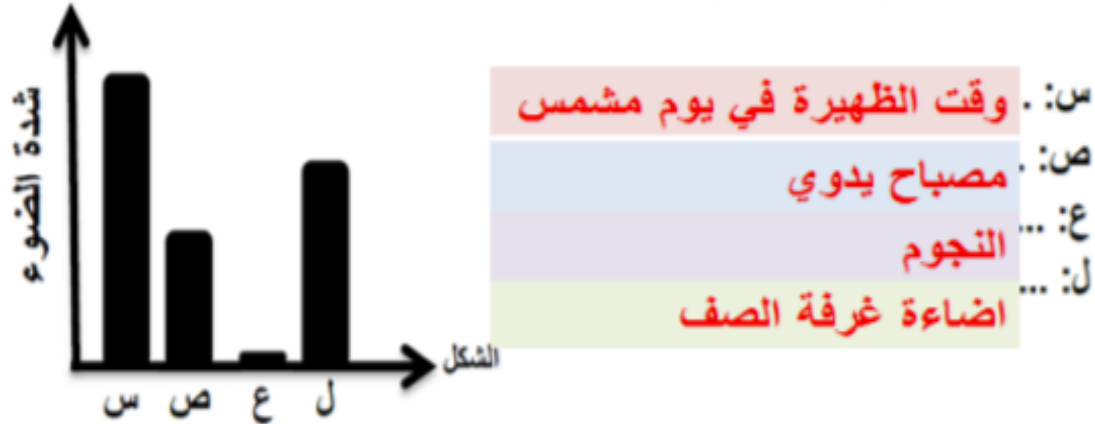 س: . وقت الظهيرة في يوم مشمس
ص: . مصباح يدوي
ع: ... النجوم
ل: ... اضاءة غرفة الصف
شدة الضوء
الشكل
س ص ع ل